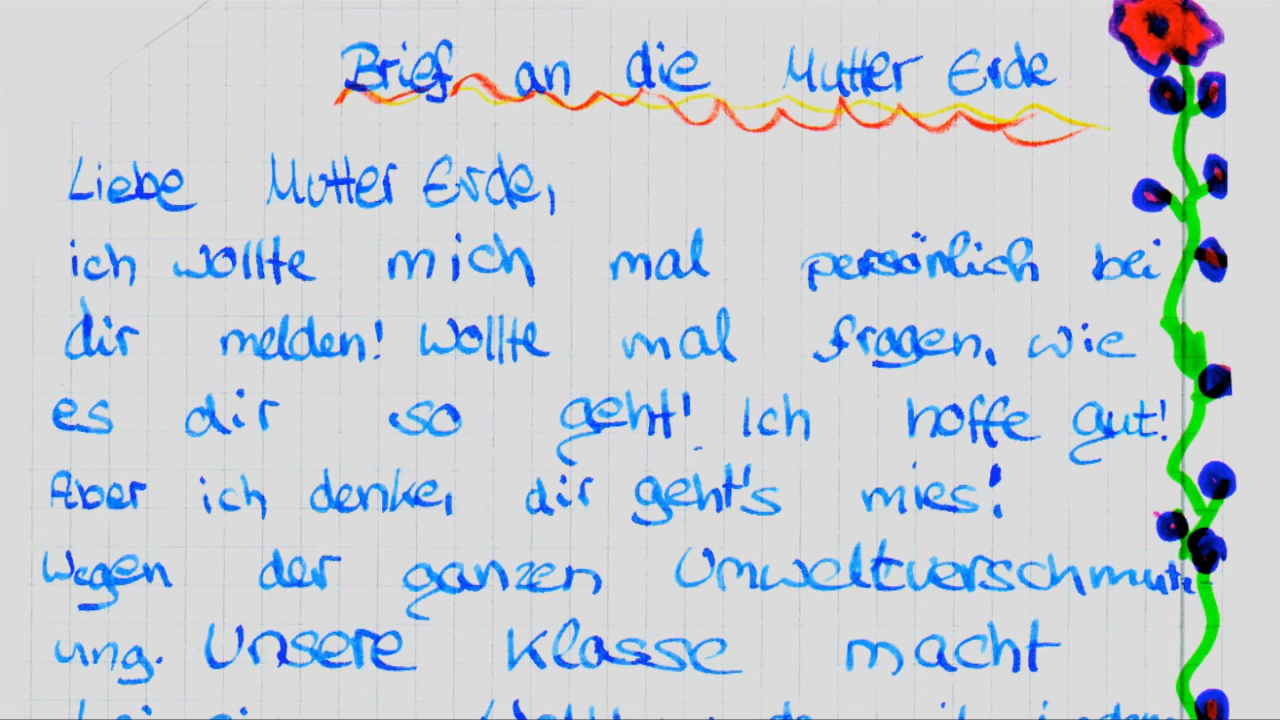 Brief an die Mutter Erde
Liebe Mutter Erde,
ich wollte mich mal persönlich bei
dir melden! Wollte mal fragen, wie
es dir so geht! Ich hoffe gut!
Aber ich denke, dir geht's mies!
Wegen der ganzen Umweltverschmutz-
ung. Unsere Klasse macht